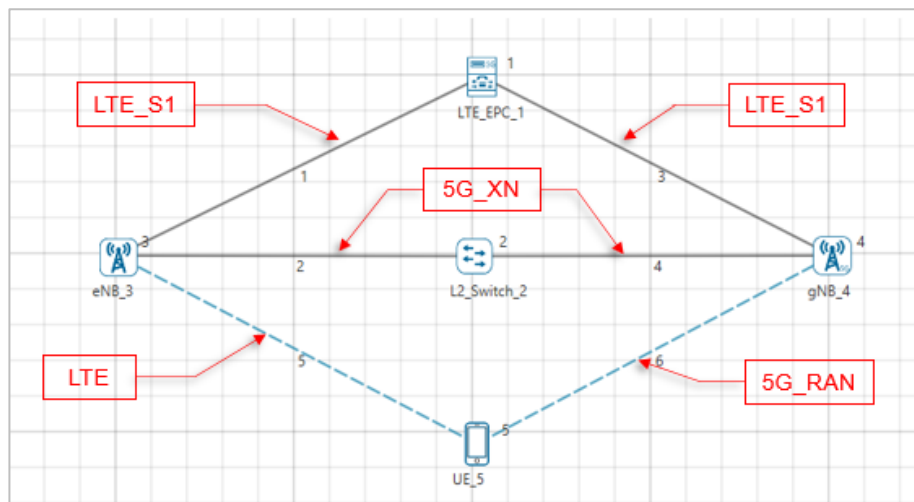 1
LTE_S1
LTE_S1
LTE_EPC_1
1
5G_XN
3
3
2
4
2
4
eNB_3
L2_Switch_2
gNB_4
LTE
5
6
5G_RAN
5
UE_5